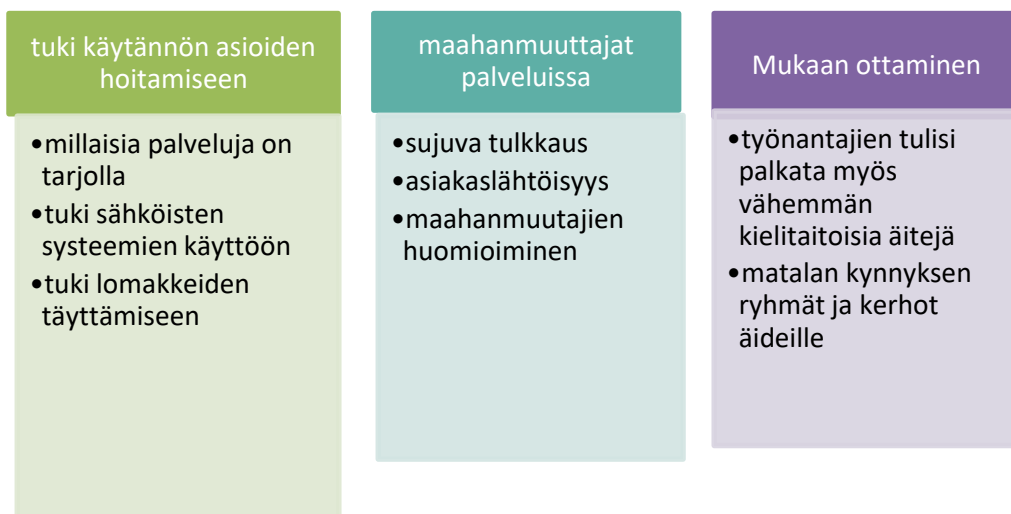 tuki käytännön asioiden
hoitamiseen
•millaisia palveluja on
tarjolla
•tuki sähköisten
systeemien käyttöön
•tuki lomakkeiden
täyttämiseen
maahanmuuttajat
palveluissa
•sujuva tulkkaus
•asiakaslähtöisyys
•maahanmuutajien
huomioiminen
Mukaan ottaminen
•työnantajien tulisi
palkata myös
vähemmän
kielitaitoisia äitejä
•matalan kynnyksen
ryhmät ja kerhot
äideille